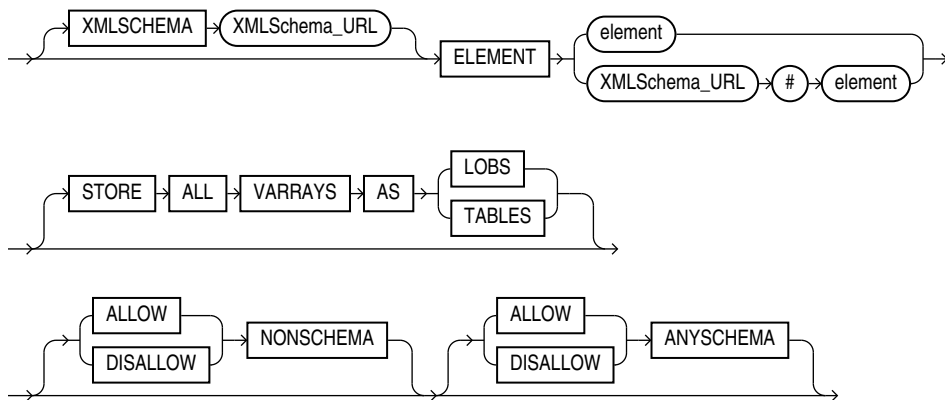 XMLSCHEMA XMLSchema_URL
ELEMENT element
XMLSchema_URL # element
STORE ALL VARRAYS AS LOBS
TABLES
ALLOW NONSCHEMA ALLOW ANYSCHEMA
DISALLOW DISALLOW